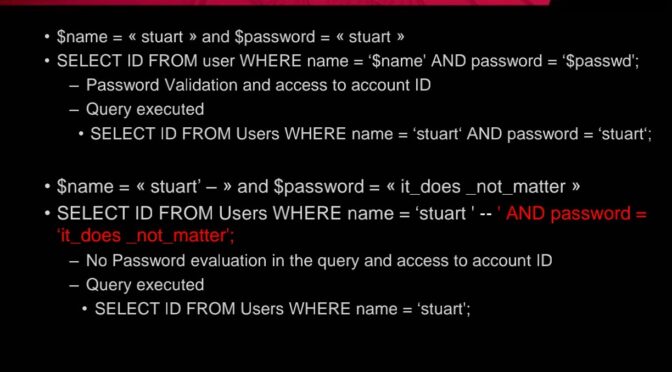 • $name = « stuart » and $password = « stuart »
• SELECT ID FROM user WHERE name = ‘$name’ AND password = ‘$passwd’;
– Password Validation and access to account ID
– Query executed
• SELECT ID FROM Users WHERE name = ‘stuart‘ AND password = ‘stuart‘;
• $name = « stuart’ – » and $password = « it_does _not_matter »
• SELECT ID FROM Users WHERE name = ‘stuart ' -- ' AND password =
‘it_does _not_matter’;
– No Password evaluation in the query and access to account ID
– Query executed
• SELECT ID FROM Users WHERE name = ‘stuart’;